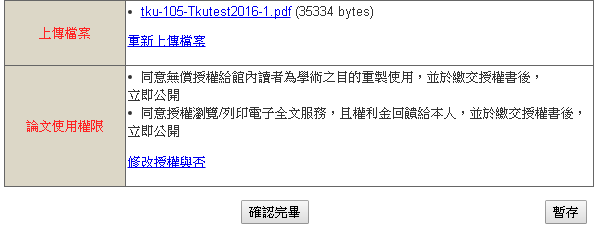 上傳檔案
• tku-105-Tkutest2016-1.pdf (35334 bytes)
重新上傳檔案
論文使用權限
• 同意無償授權給館內讀者為學術之目的重製使用，並於繳交授權書後，
立即公開
• 同意授權瀏覽/列印電子全文服務，且權利金回饋給本人，並於繳交授權書後，
立即公開
修改授權與否
確認完畢
暫存